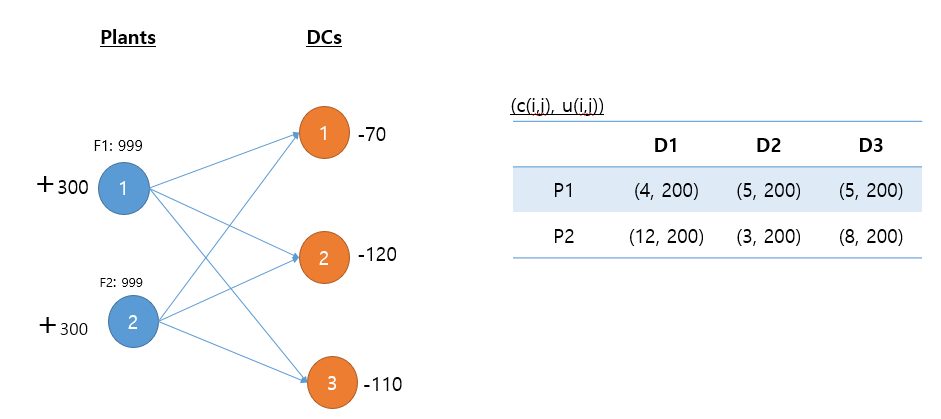 Plants
DCs
F1: 999
+300
1
F2: 999
+300
2
1
-70
2
-120
3
-110
(c(i,j), u(i,j))
D1 D2 D3
P1 (4, 200) (5, 200) (5, 200)
P2 (12, 200) (3, 200) (8, 200)